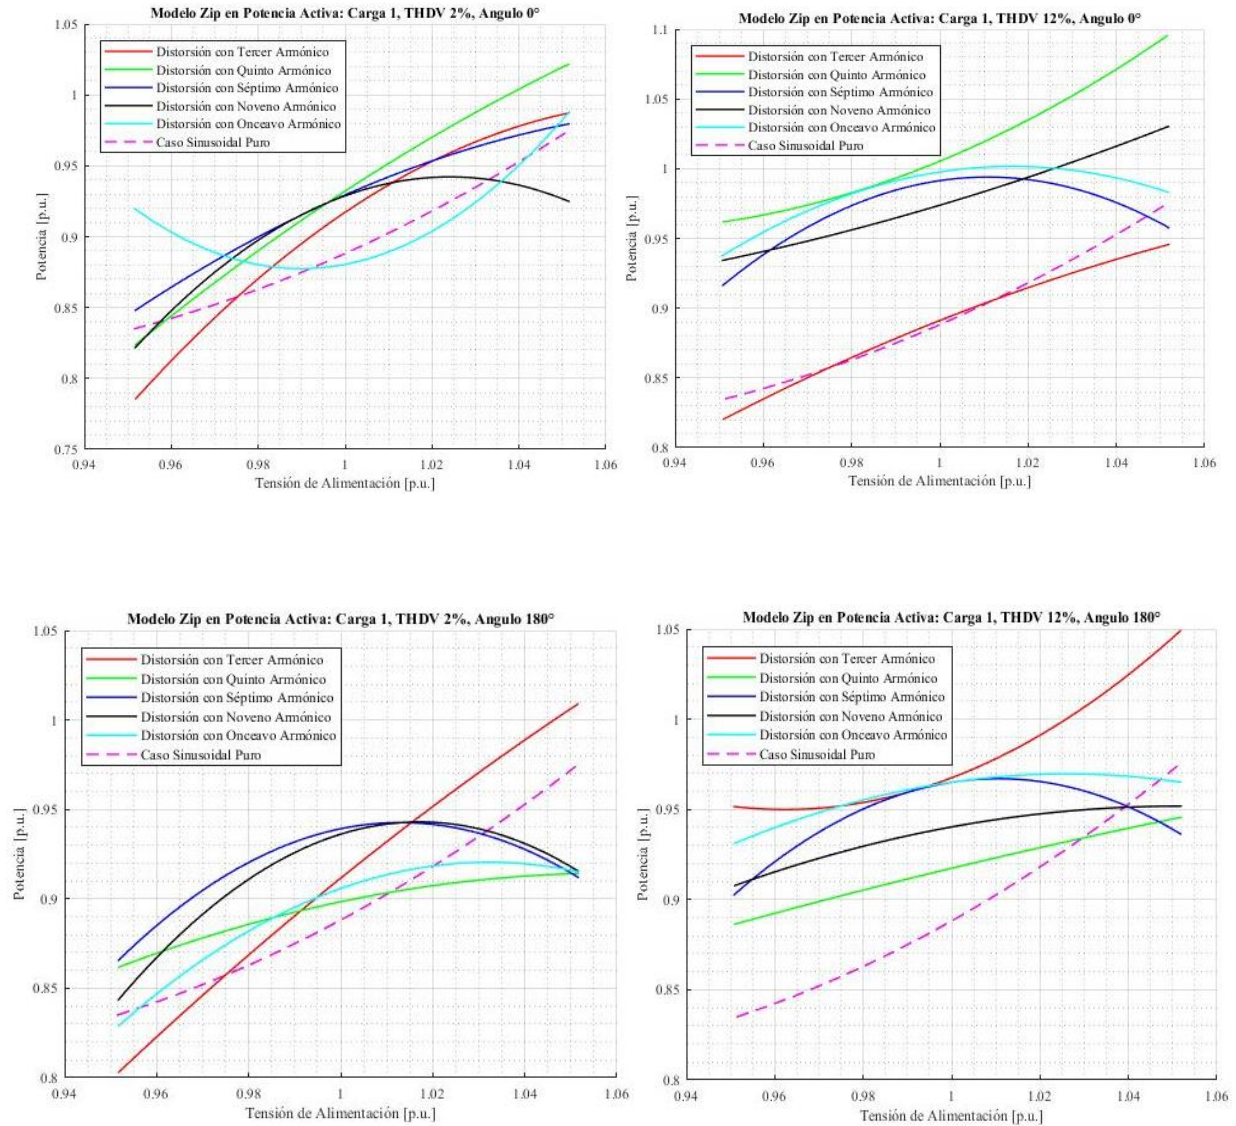 Modelo Zip en Potencia Activa: Carga 1, THDV 2%, Angulo 0°
1.05
1
0.95
0.9
0.85
0.8
0.75
Potencia [p.u.]
Distorsión con Tercer Armónico
Distorsión con Quinto Armónico
Distorsión con Séptimo Armónico
Distorsión con Noveno Armónico
Distorsión con Onceavo Armónico
Caso Sinusoidal Puro
0.94 0.96 0.98 1 1.02 1.04 1.06
Tensión de Alimentación [p.u.]
Modelo Zip en Potencia Activa: Carga 1, THDV 12%, Angulo 0°
1.1
1.05
1
0.95
0.9
0.85
0.8
Potencia [p.u.]
Distorsión con Tercer Armónico
Distorsión con Quinto Armónico
Distorsión con Séptimo Armónico
Distorsión con Noveno Armónico
Distorsión con Onceavo Armónico
Caso Sinusoidal Puro
0.94 0.96 0.98 1 1.02 1.04 1.06
Tensión de Alimentación [p.u.]
Modelo Zip en Potencia Activa: Carga 1, THDV 2%, Angulo 180°
1.05
1
0.95
0.9
0.85
0.8
Potencia [p.u.]
Distorsión con Tercer Armónico
Distorsión con Quinto Armónico
Distorsión con Séptimo Armónico
Distorsión con Noveno Armónico
Distorsión con Onceavo Armónico
Caso Sinusoidal Puro
0.94 0.96 0.98 1 1.02 1.04 1.06
Tensión de Alimentación [p.u.]
Modelo Zip en Potencia Activa: Carga 1, THDV 12%, Angulo 180°
1.05
1
0.95
0.9
0.85
0.8
Potencia [p.u.]
Distorsión con Tercer Armónico
Distorsión con Quinto Armónico
Distorsión con Séptimo Armónico
Distorsión con Noveno Armónico
Distorsión con Onceavo Armónico
Caso Sinusoidal Puro
0.94 0.96 0.98 1 1.02 1.04 1.06
Tensión de Alimentación [p.u.]